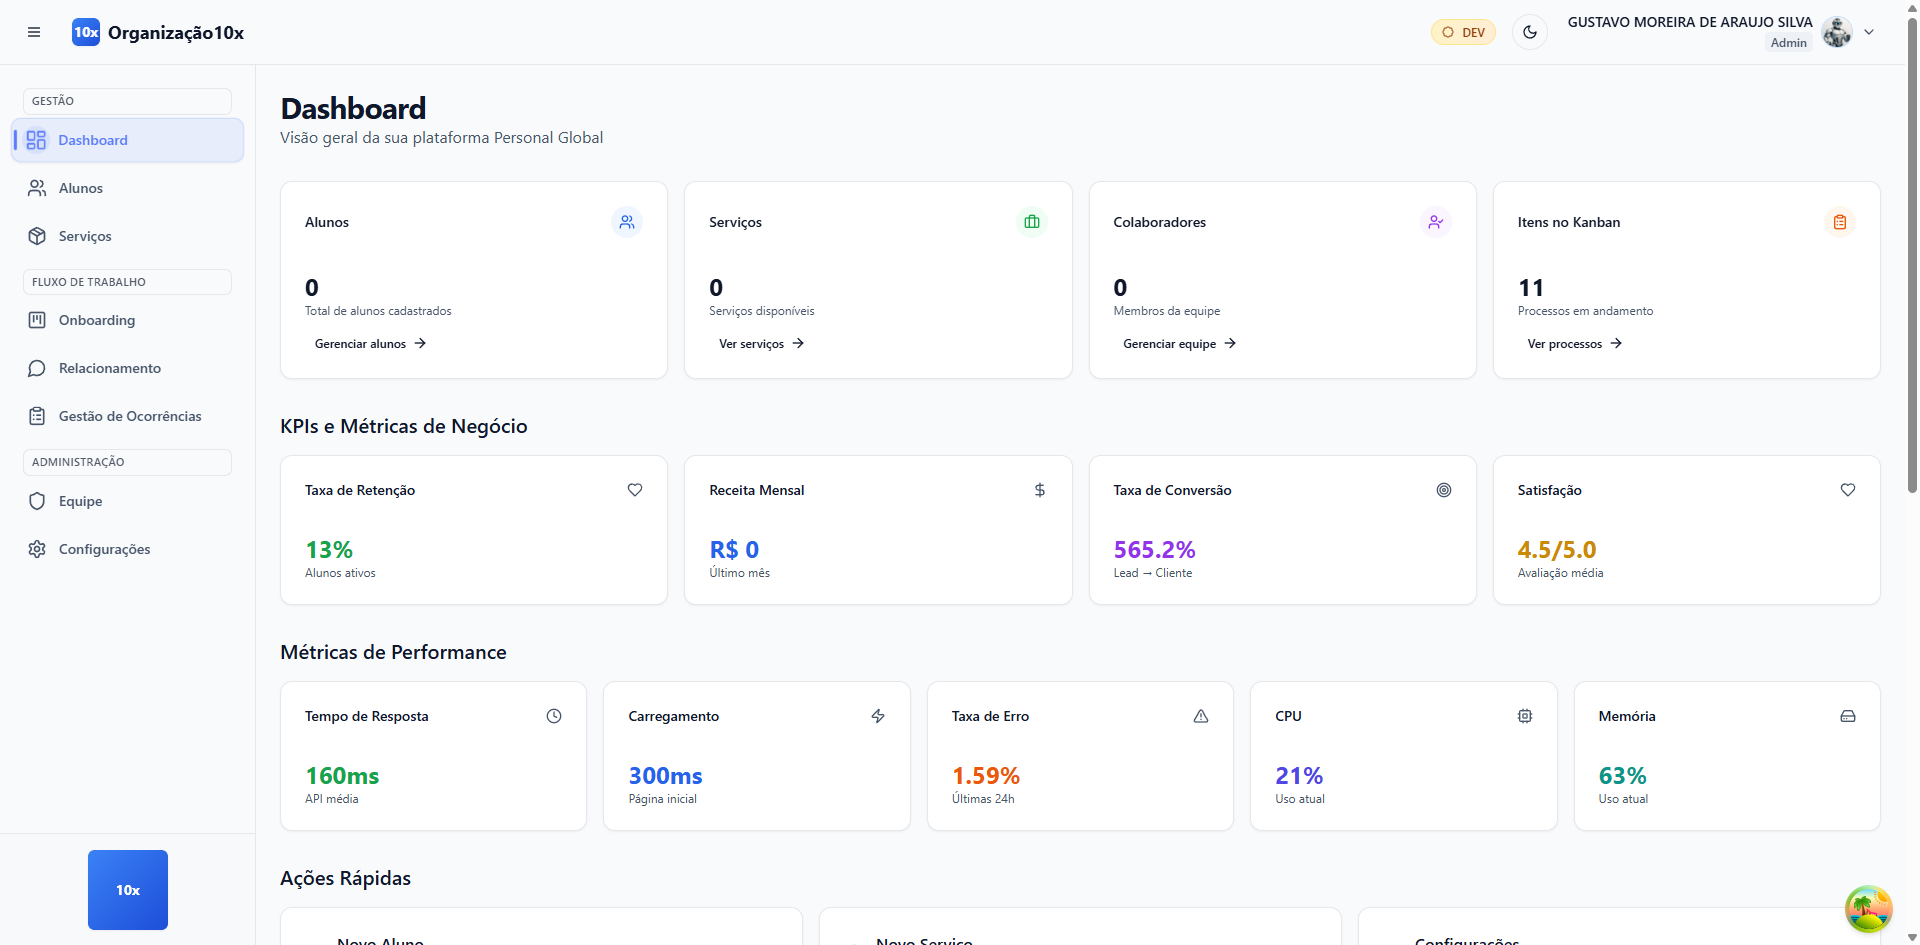 10x Organização10x
DEV
GUSTAVO MOREIRA DE ARAUJO SILVA
Admin
GESTÃO
Dashboard
Alunos
Serviços
FLUXO DE TRABALHO
Onboarding
Relacionamento
Gestão de Ocorrências
ADMINISTRAÇÃO
Equipe
Configurações
10x
Dashboard
Visão geral da sua plataforma Personal Global
Alunos
0
Total de alunos cadastrados
Gerenciar alunos →
Serviços
0
Serviços disponíveis
Ver serviços →
Colaboradores
0
Membros da equipe
Gerenciar equipe →
Itens no Kanban
11
Processos em andamento
Ver processos →
KPIs e Métricas de Negócio
Taxa de Retenção
13%
Alunos ativos
Receita Mensal
R$ 0
Último mês
Taxa de Conversão
565.2%
Lead → Cliente
Satisfação
4.5/5.0
Avaliação média
Métricas de Performance
Tempo de Resposta
160ms
API média
Carregamento
300ms
Página inicial
Taxa de Erro
1.59%
Últimas 24h
CPU
21%
Uso atual
Memória
63%
Uso atual
Ações Rápidas
Novo Aluno
Novo Serviço
Configurações